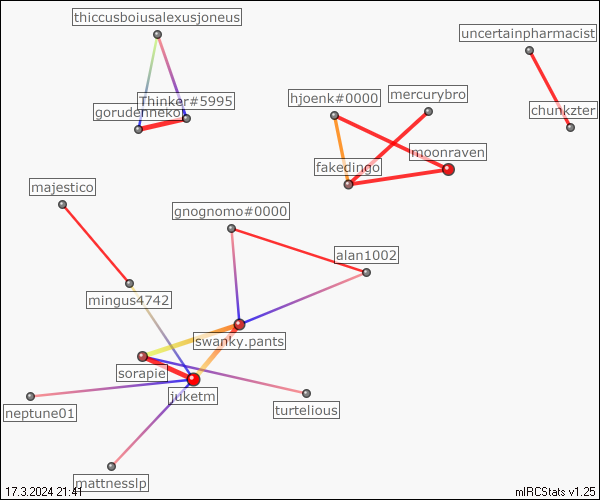 thiccusboiusalexusjoneus
uncertainpharmacist
Thinker#5995
gorudenneko
hjoenk#0000
mercurybro
chunkzter
moonraven
fakedingo
majestico
gnognomo#0000
alan1002
mingus4742
swanky.pants
sorapie
juketm
neptune01
turtelious
mattnesslp
17.3.2024 21:41
mIRCStats v1.25